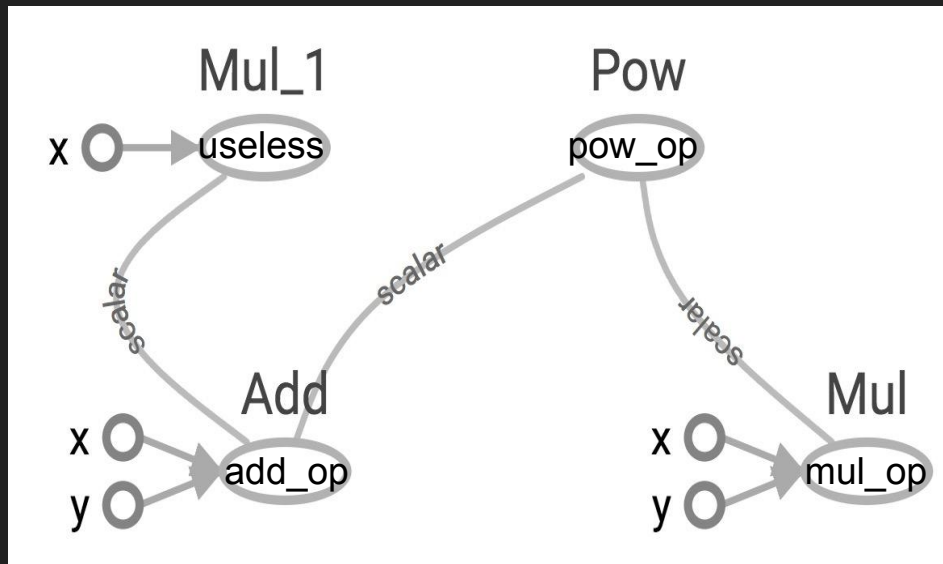 Mul_1
Pow
x
useless
pow_op
scalar
scalar
scalar
Add
Mul
x
add_op
y
x
mul_op
y